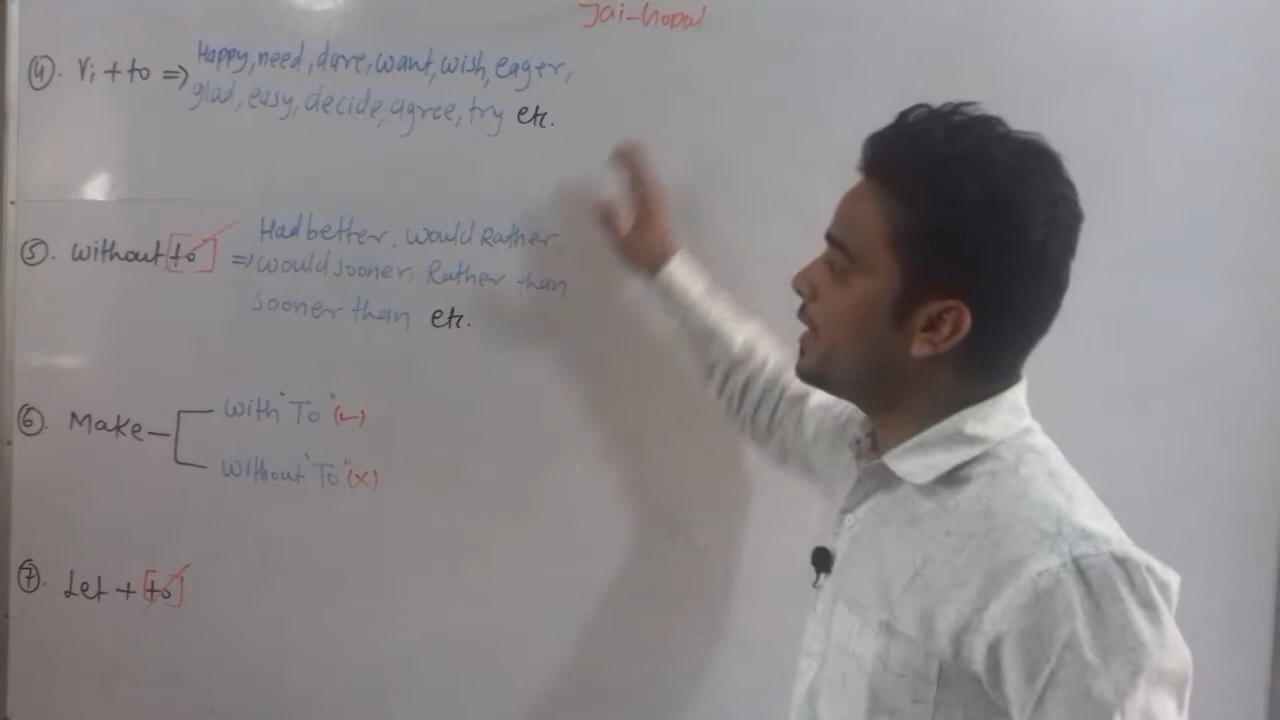 Jai-Gopal
④. V₁ + to ⇒ Happy, need, dare, want, wish, eager,
glad, easy, decide, agree, try etc.
⑤. Without [to] ⇒ Had better, would Rather,
would sooner, Rather than
sooner than etc.
⑥. Make
With "To" (✓)
Without "To" (×)
⑦. Let + [to]